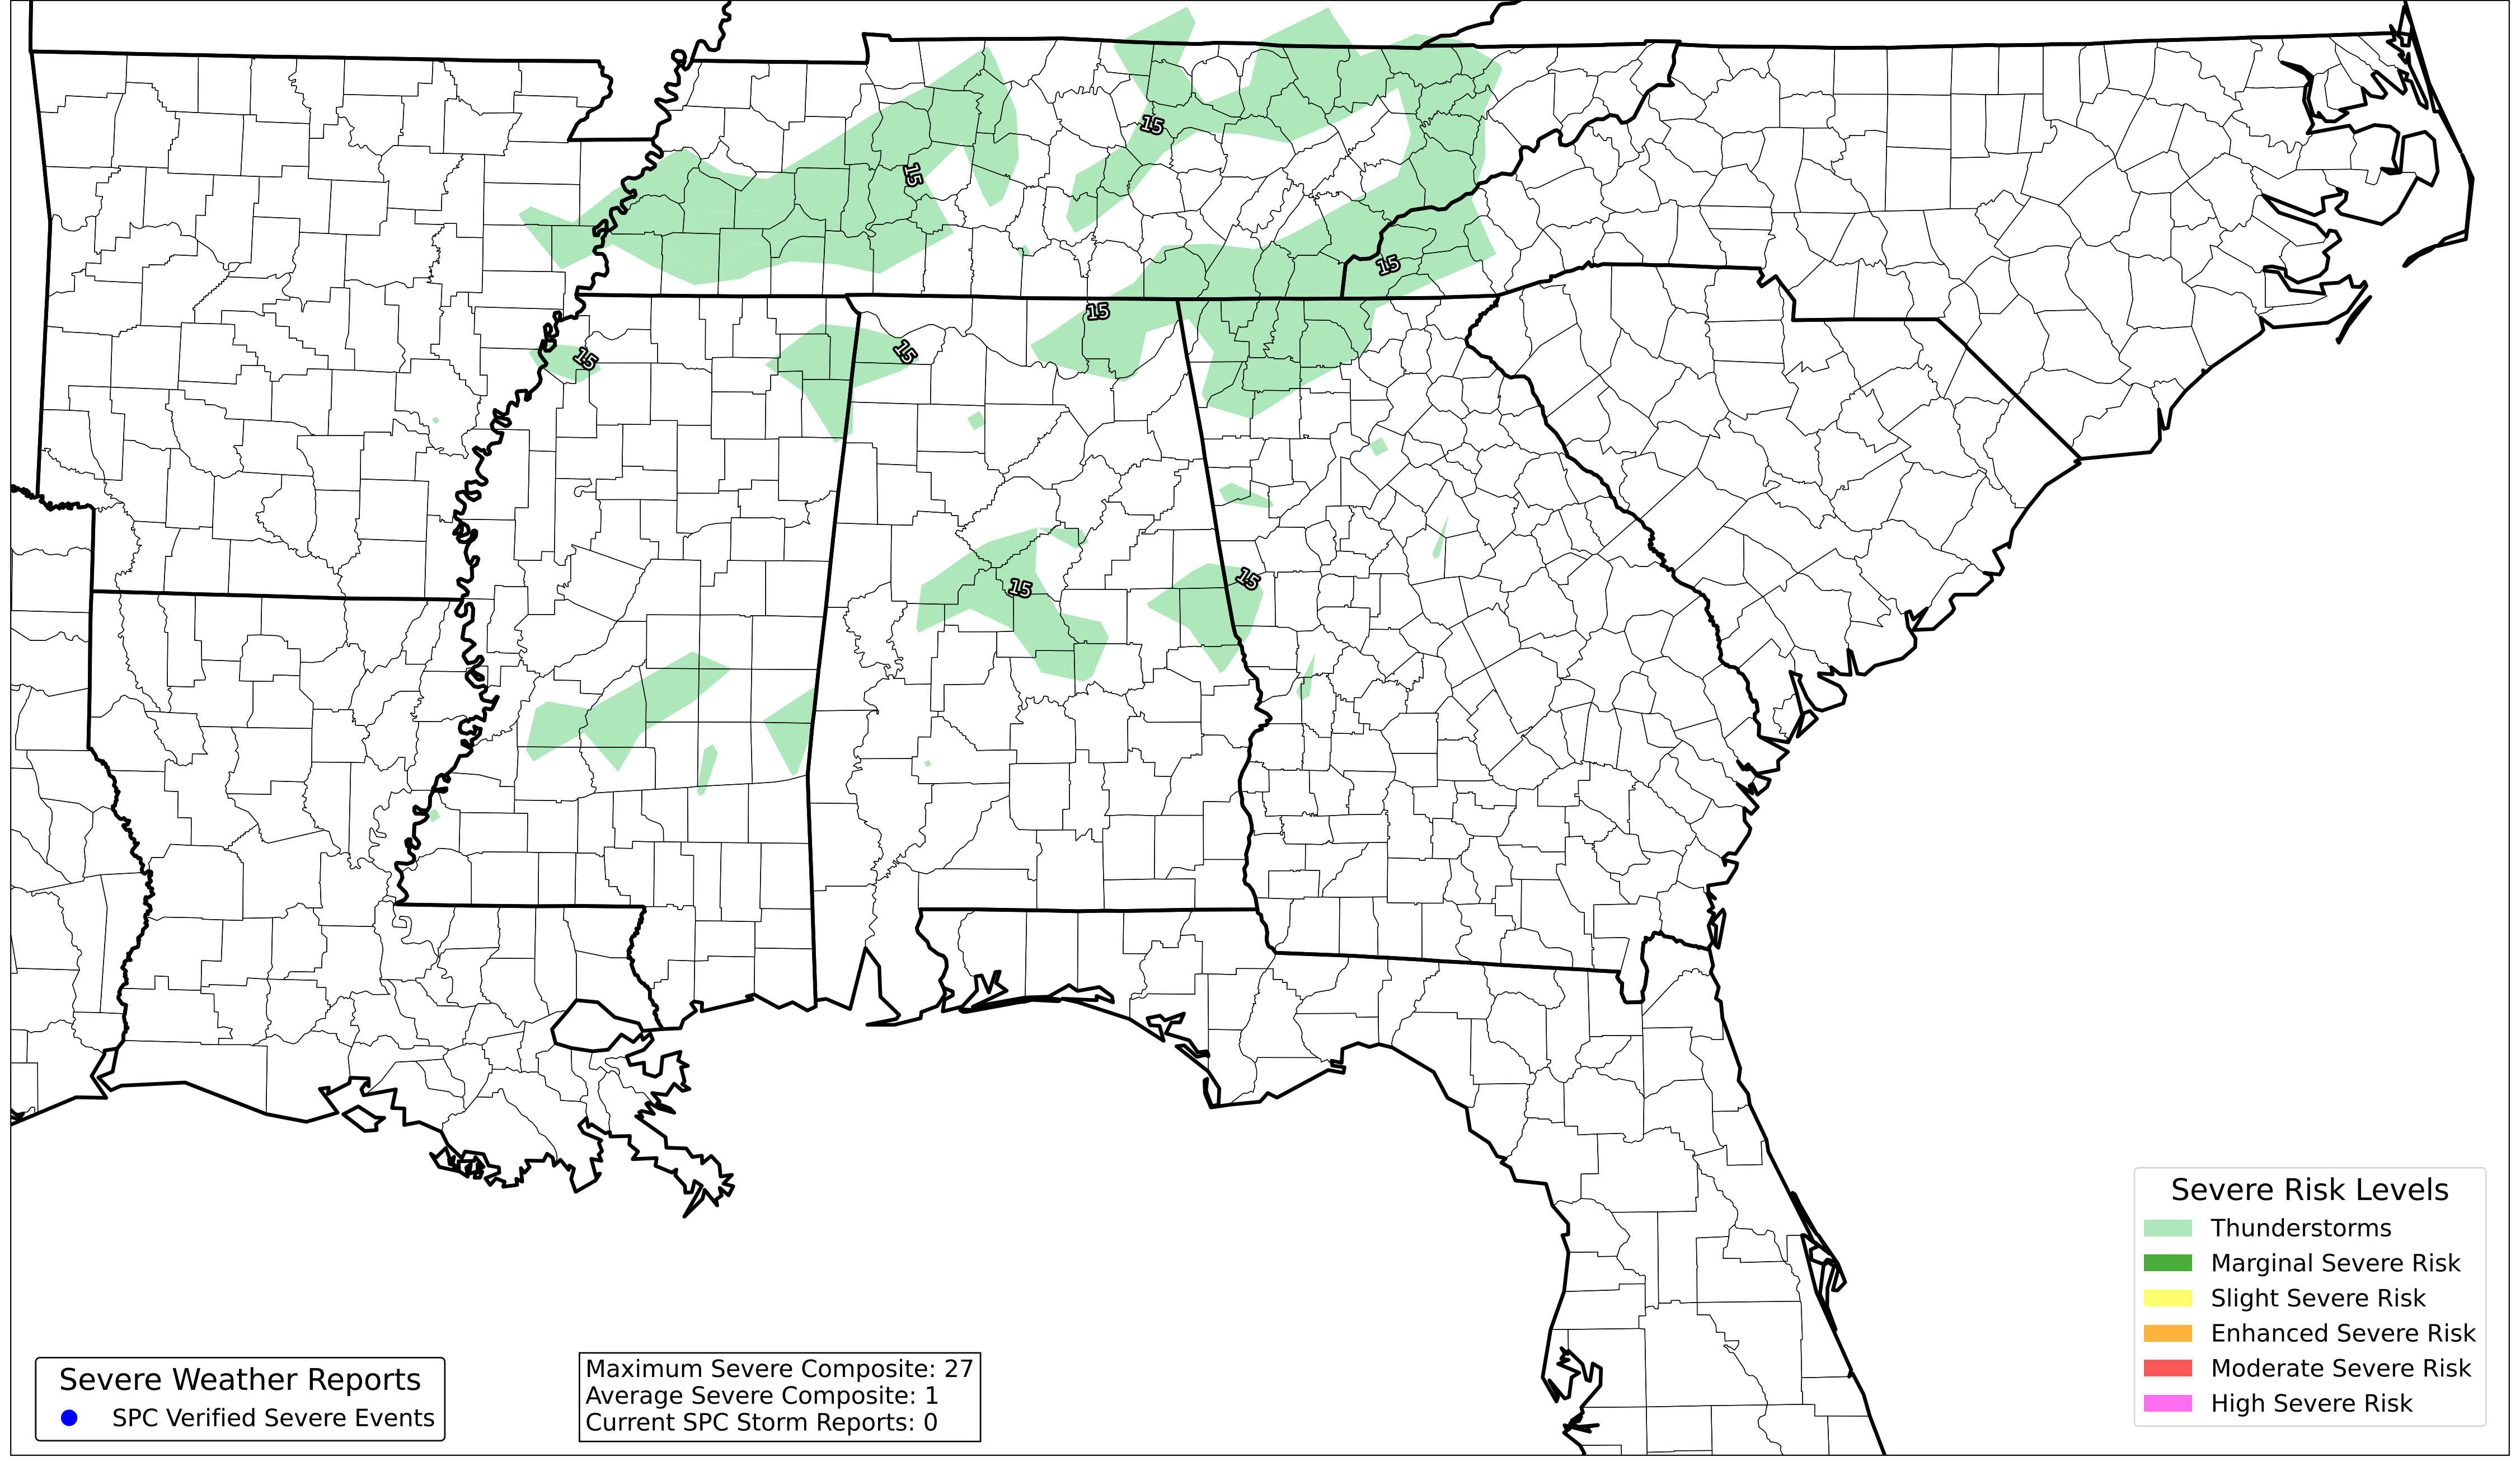 15
15
15
15
15
15
15
15
Severe Risk Levels
Thunderstorms
Marginal Severe Risk
Slight Severe Risk
Enhanced Severe Risk
Moderate Severe Risk
High Severe Risk
Severe Weather Reports
SPC Verified Severe Events
Maximum Severe Composite: 27
Average Severe Composite: 1
Current SPC Storm Reports: 0